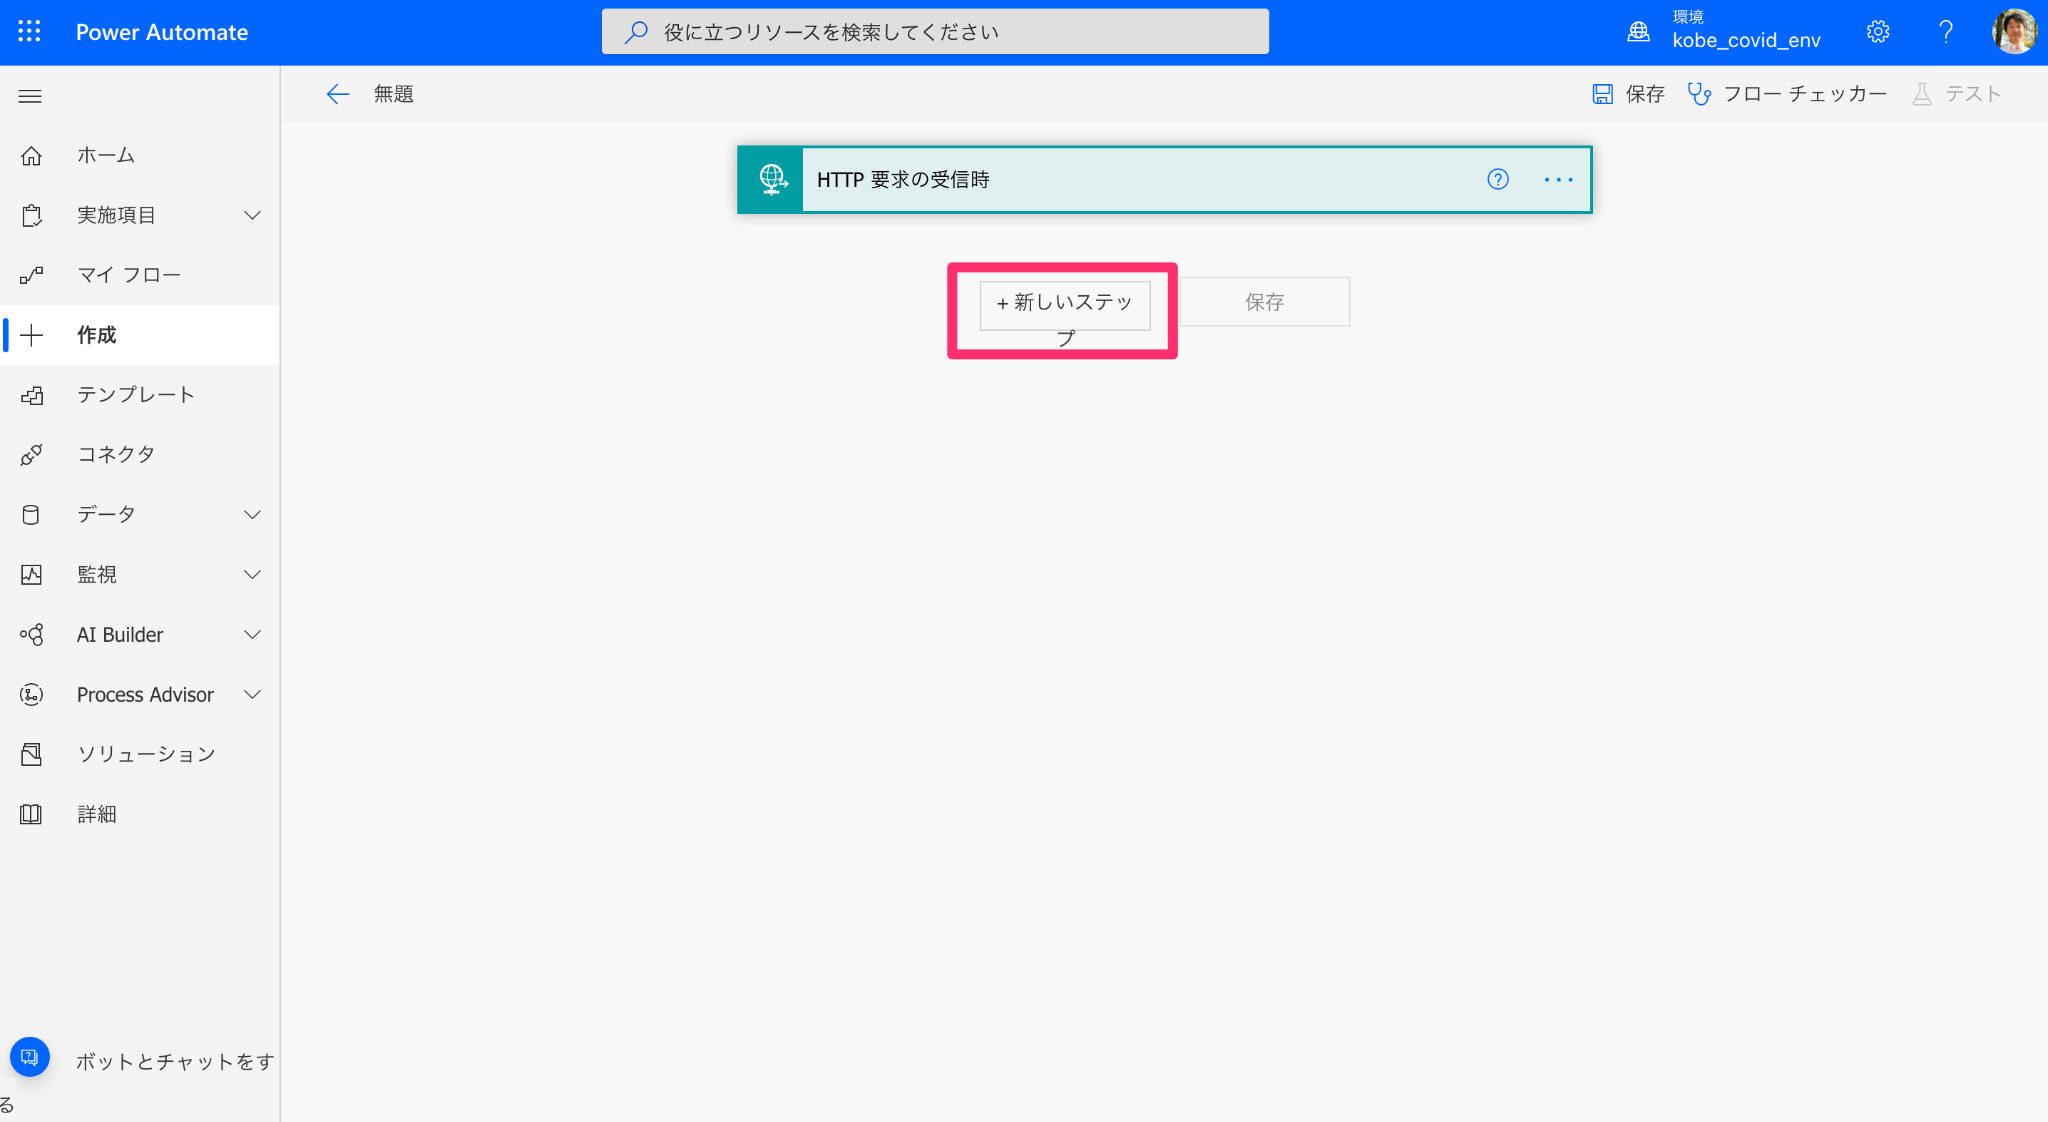 Power Automate
役に立つリソースを検索してください
環境
kobe_covid_env
?
無題
保存
フロー チェッカー
テスト
ホーム
実施項目
マイ フロー
作成
テンプレート
コネクタ
データ
監視
AI Builder
Process Advisor
ソリューション
詳細
ボットとチャットをす
る
HTTP 要求の受信時
?
+ 新しいステッ
プ
保存